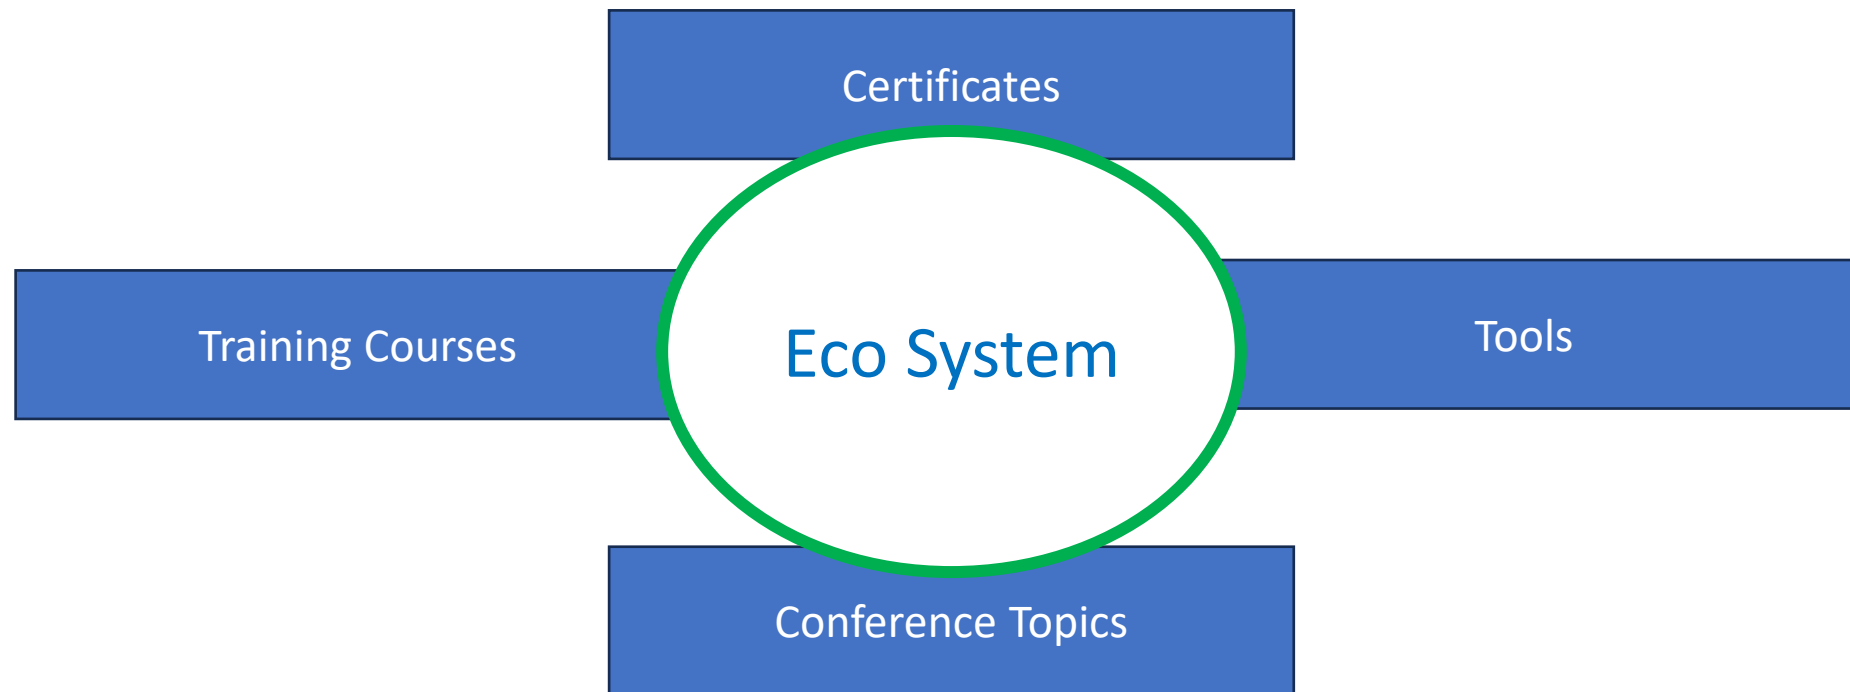 Certificates
Training Courses
Eco System
Tools
Conference Topics